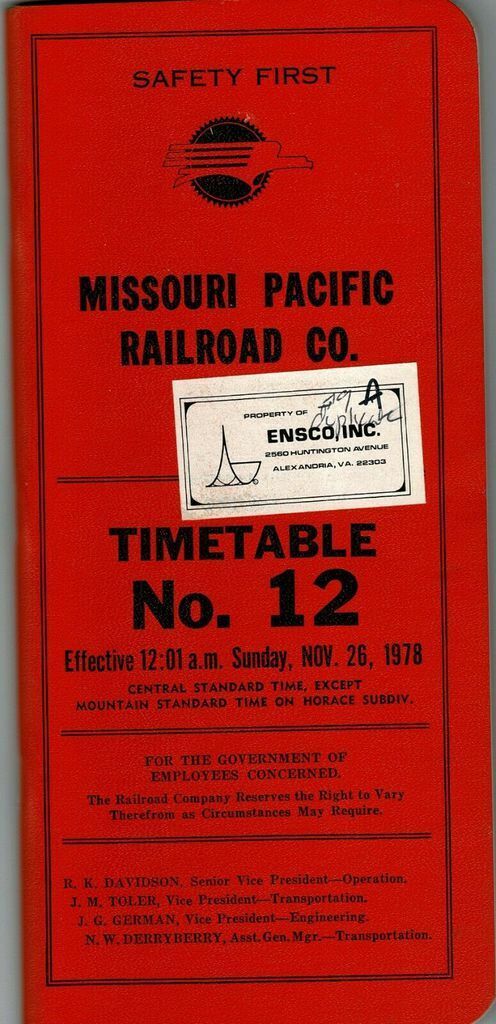 SAFETY FIRST
MISSOURI PACIFIC
RAILROAD CO.
A
PROPERTY OF
Duplicate
ENSCO, INC.
2560 HUNTINGTON AVENUE
ALEXANDRIA, VA. 22303
TIMETABLE
No. 12
Effective 12:01 a.m. Sunday, NOV. 26, 1978
CENTRAL STANDARD TIME, EXCEPT
MOUNTAIN STANDARD TIME ON HORACE SUBDIV.
FOR THE GOVERNMENT OF
EMPLOYEES CONCERNED.
The Railroad Company Reserves the Right to Vary
Therefrom as Circumstances May Require.
R. K. DAVIDSON, Senior Vice President—Operation.
J. M. TOLER, Vice President—Transportation.
J. G. GERMAN, Vice President—Engineering.
N. W. DERRYBERRY, Asst. Gen. Mgr.—Transportation.